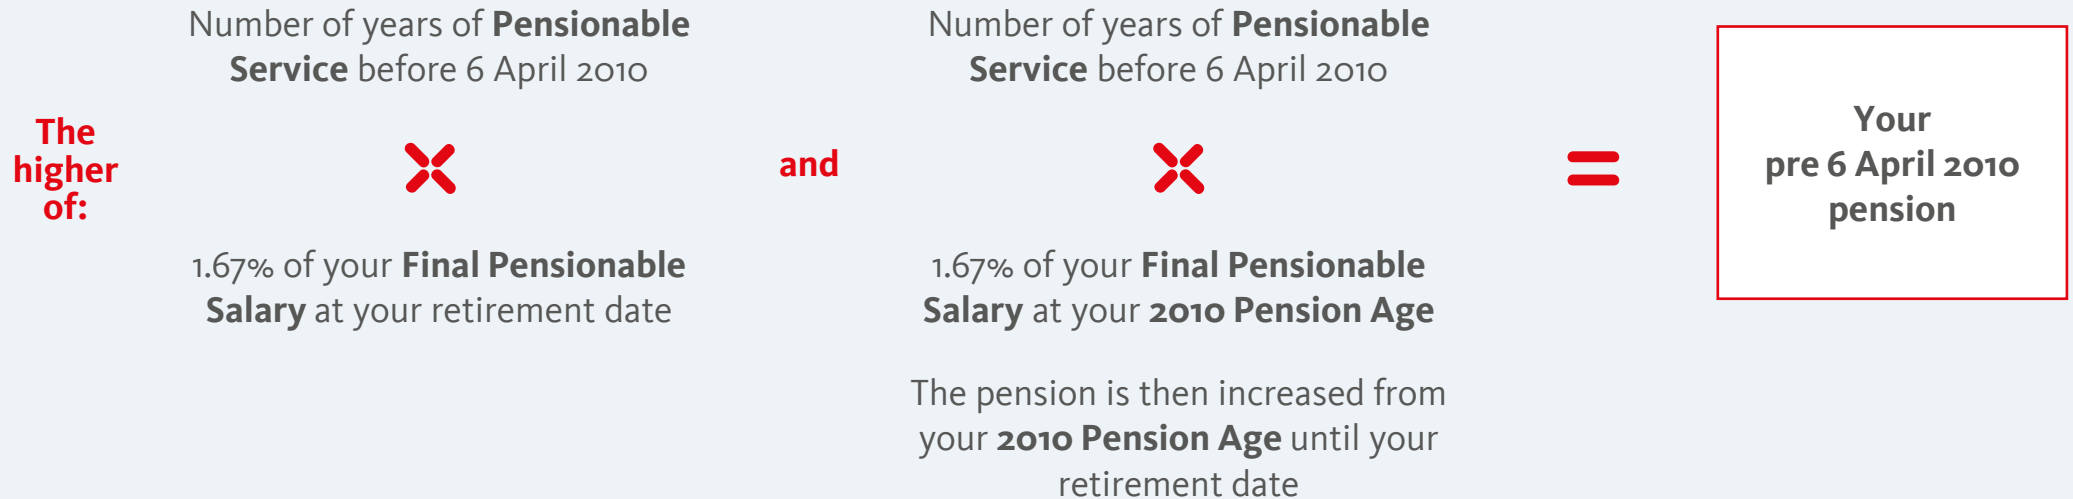 The
higher
of:
Number of years of Pensionable
Service before 6 April 2010
1.67% of your Final Pensionable
Salary at your retirement date
and
Number of years of Pensionable
Service before 6 April 2010
1.67% of your Final Pensionable
Salary at your 2010 Pension Age
The pension is then increased from
your 2010 Pension Age until your
retirement date
=
Your
pre 6 April 2010
pension